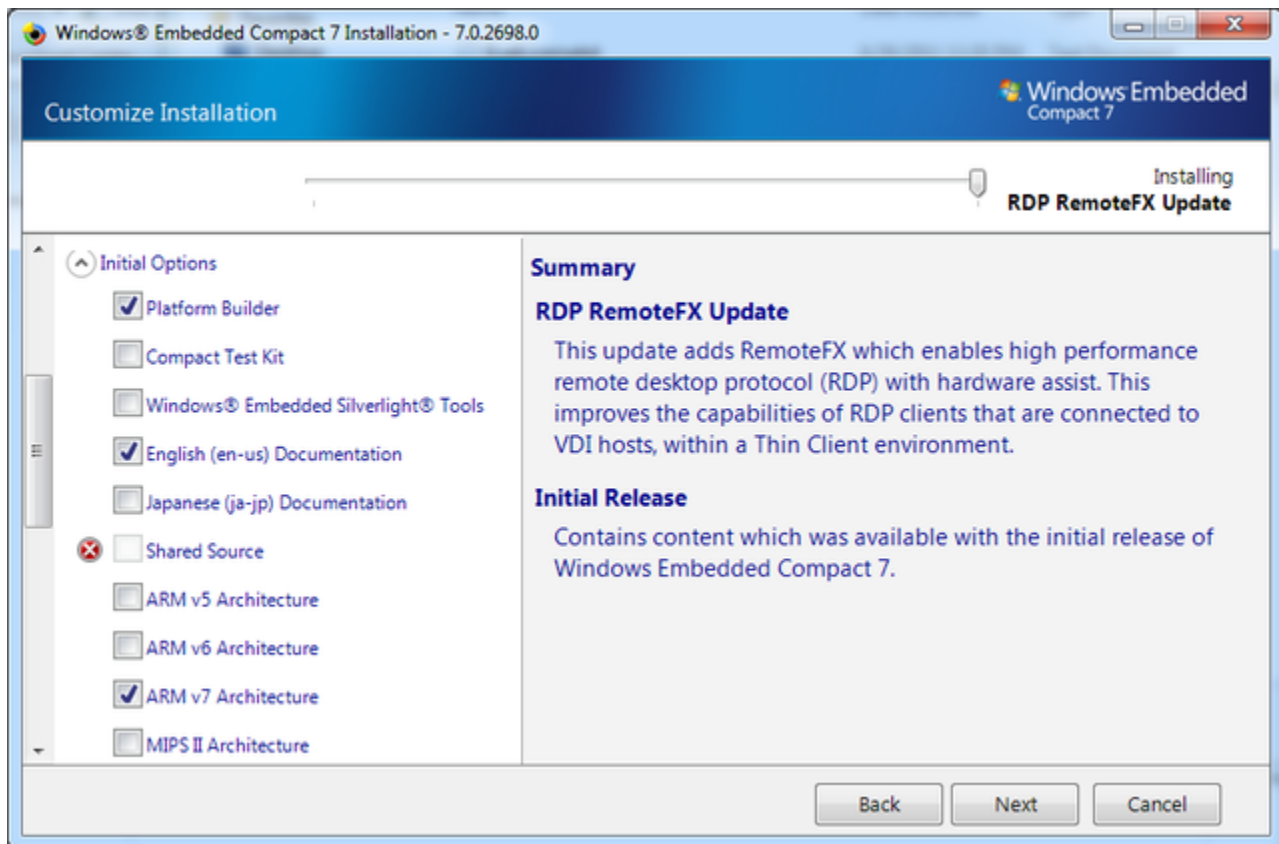 Windows® Embedded Compact 7 Installation - 7.0.2698.0
Customize Installation
Windows Embedded
Compact 7
Installing
RDP RemoteFX Update
Initial Options
Platform Builder
Compact Test Kit
Windows® Embedded Silverlight® Tools
English (en-us) Documentation
Japanese (ja-jp) Documentation
Shared Source
ARM v5 Architecture
ARM v6 Architecture
ARM v7 Architecture
MIPS II Architecture
Summary
RDP RemoteFX Update
This update adds RemoteFX which enables high performance
remote desktop protocol (RDP) with hardware assist. This
improves the capabilities of RDP clients that are connected to
VDI hosts, within a Thin Client environment.
Initial Release
Contains content which was available with the initial release of
Windows Embedded Compact 7.
Back
Next
Cancel